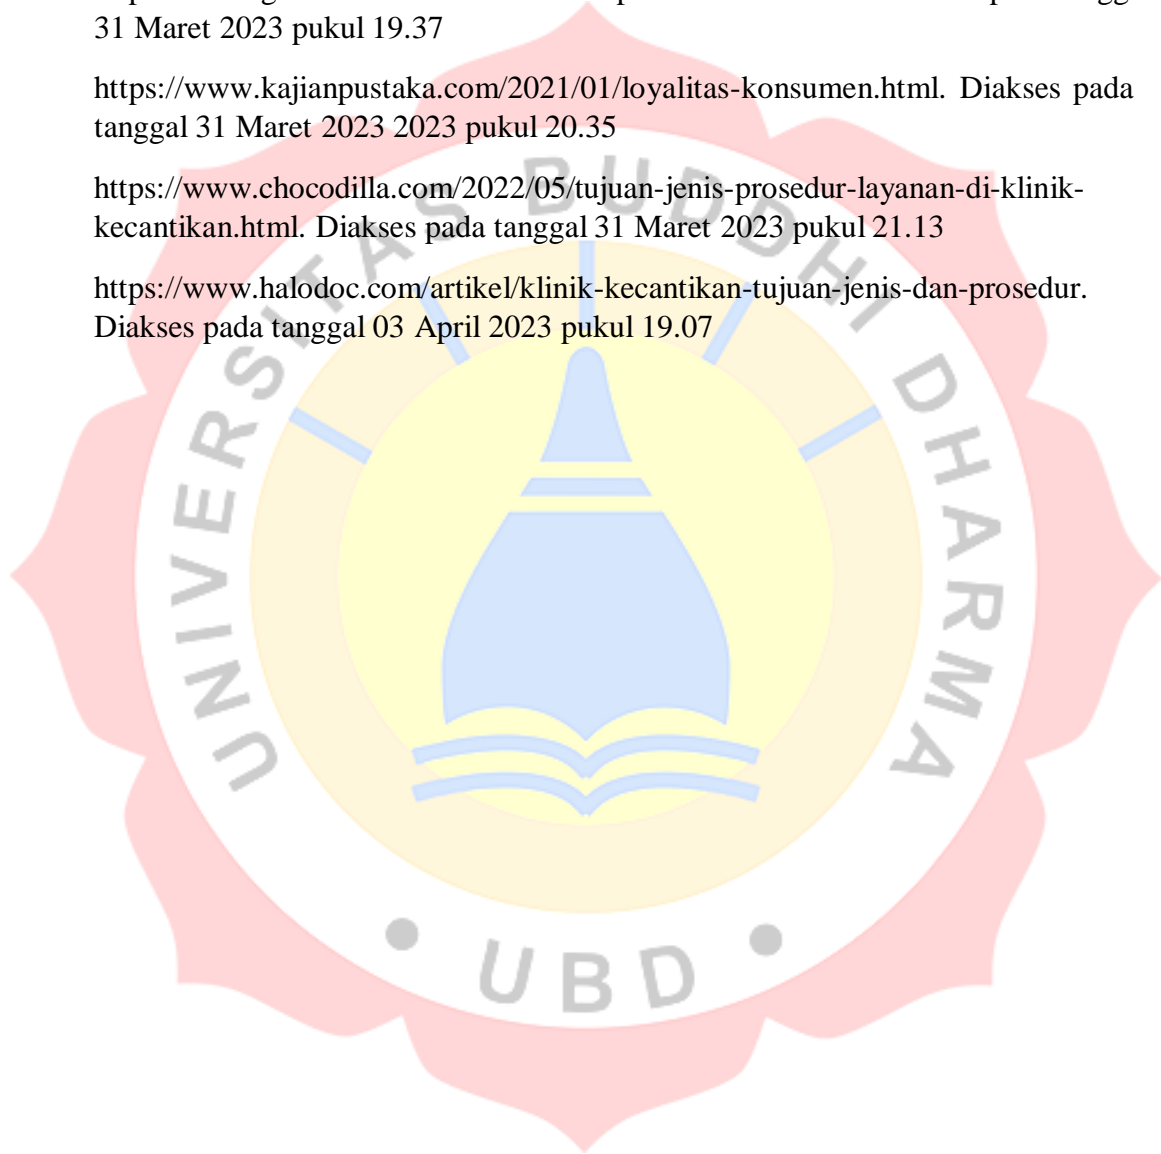 31 Maret 2023 pukul 19.37
https://www.kajianpustaka.com/2021/01/loyalitas-konsumen.html. Diakses pada
tanggal 31 Maret 2023 2023 pukul 20.35
https://www.chocodilla.com/2022/05/tujuan-jenis-prosedur-layanan-di-klinik-
kecantikan.html. Diakses pada tanggal 31 Maret 2023 pukul 21.13
https://www.halodoc.com/artikel/klinik-kecantikan-tujuan-jenis-dan-prosedur.
Diakses pada tanggal 03 April 2023 pukul 19.07
UNIVERSITAS BUDDHI DHARMA
• UBD •